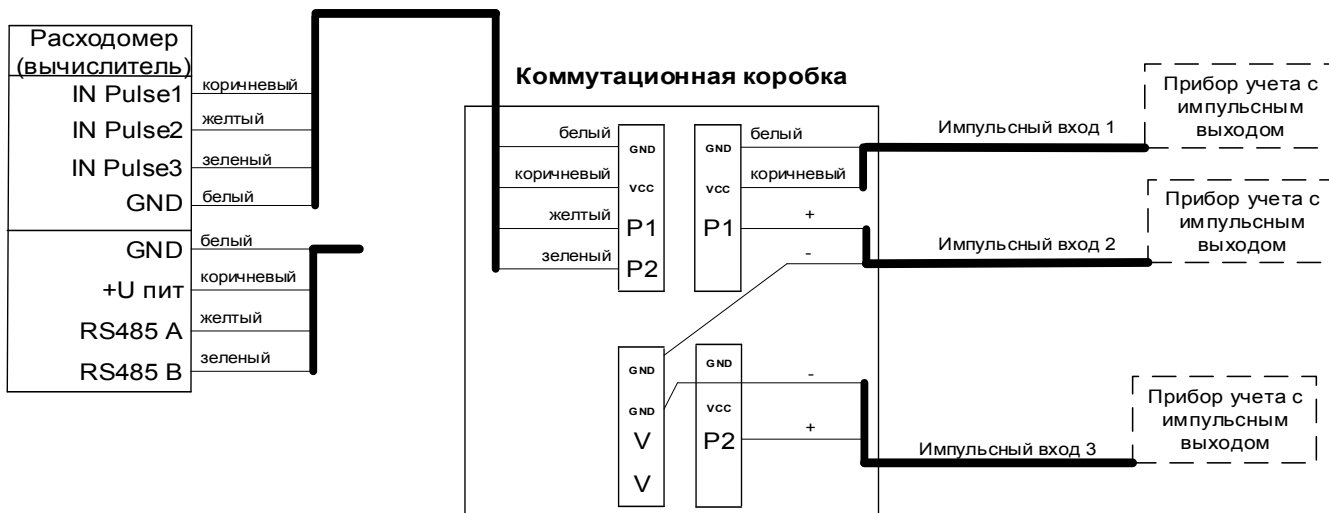 Расходомер
(вычислитель)
IN Pulse1
коричневый
IN Pulse2
желтый
IN Pulse3
зеленый
GND
белый
GND
белый
+U пит
коричневый
RS485 A
желтый
RS485 B
зеленый
Коммутационная коробка
белый
GND
коричневый
VCC
желтый
P1
зеленый
P2
GND
белый
VCC
коричневый
P1
+
-
GND
GND
V
V
GND
VCC
P2
-
+
Импульсный вход 1
Прибор учета с
импульсным
выходом
Импульсный вход 2
Прибор учета с
импульсным
выходом
Импульсный вход 3
Прибор учета с
импульсным
выходом